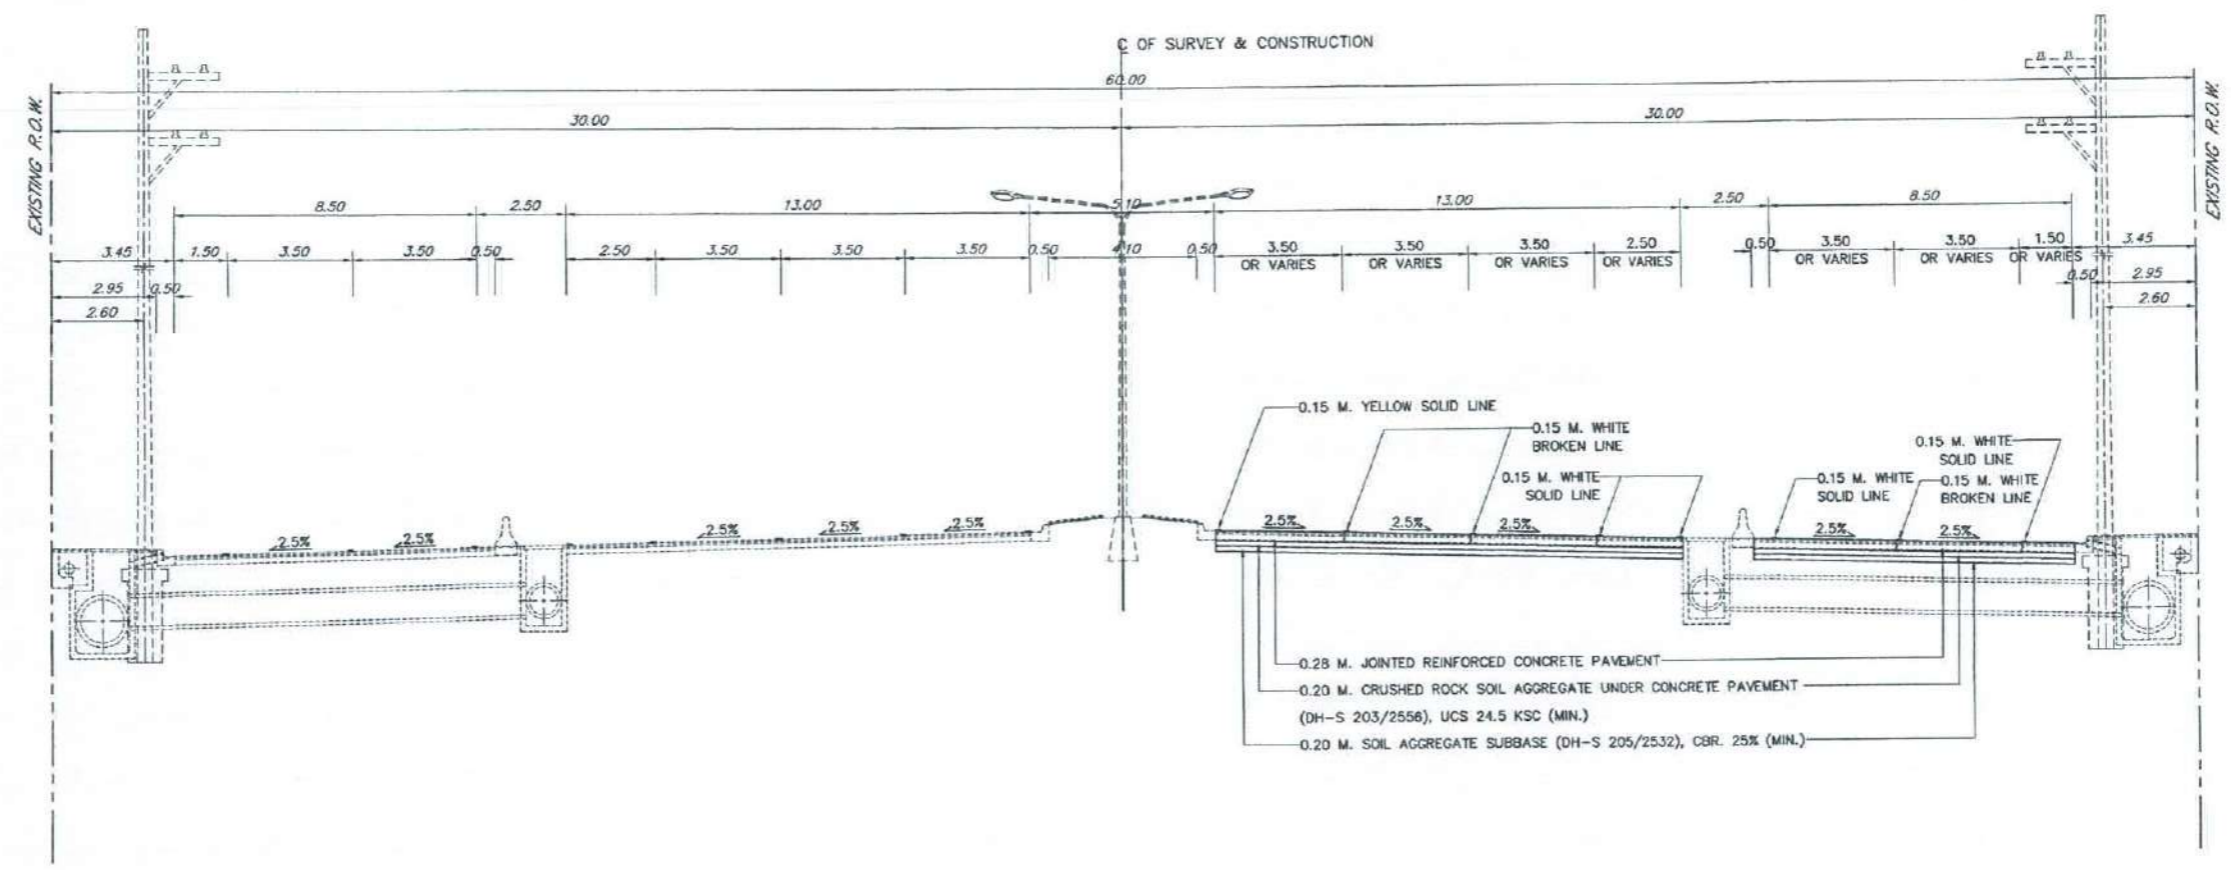 ℄ OF SURVEY & CONSTRUCTION
60.00
30.00
30.00
EXISTING R.O.W.
EXISTING R.O.W.
8.50
2.50
13.00
5.10
13.00
2.50
8.50
3.45
1.50
3.50
3.50
0.50
2.50
3.50
3.50
3.50
0.50
4.10
0.50
3.50
OR VARIES
3.50
OR VARIES
3.50
OR VARIES
2.50
OR VARIES
0.50
3.50
OR VARIES
3.50
OR VARIES
1.50
OR VARIES
3.45
2.95
0.50
0.50
2.95
2.60
2.60
0.15 M. YELLOW SOLID LINE
0.15 M. WHITE
BROKEN LINE
0.15 M. WHITE
SOLID LINE
0.15 M. WHITE
SOLID LINE
0.15 M. WHITE
SOLID LINE
0.15 M. WHITE
BROKEN LINE
2.5%
2.5%
2.5%
2.5%
2.5%
2.5%
2.5%
2.5%
2.5%
2.5%
0.28 M. JOINTED REINFORCED CONCRETE PAVEMENT
0.20 M. CRUSHED ROCK SOIL AGGREGATE UNDER CONCRETE PAVEMENT
(DH-S 203/2556), UCS 24.5 KSC (MIN.)
0.20 M. SOIL AGGREGATE SUBBASE (DH-S 205/2532), CBR. 25% (MIN.)